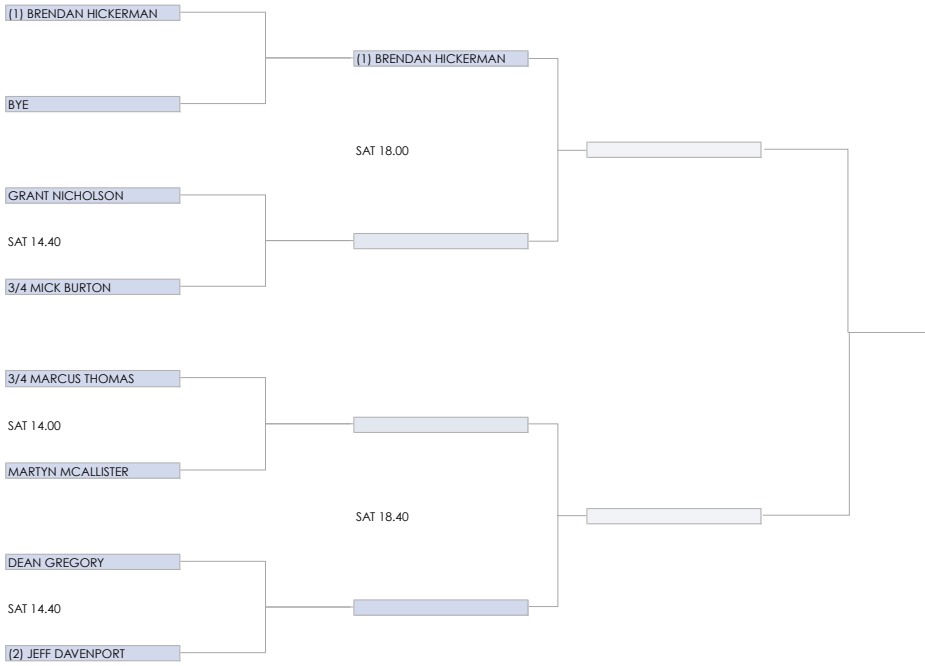 (1) BRENDAN HICKERMAN
(1) BRENDAN HICKERMAN
BYE
SAT 18.00
GRANT NICHOLSON
SAT 14.40
3/4 MICK BURTON
3/4 MARCUS THOMAS
SAT 14.00
MARTYN MCALLISTER
SAT 18.40
DEAN GREGORY
SAT 14.40
(2) JEFF DAVENPORT